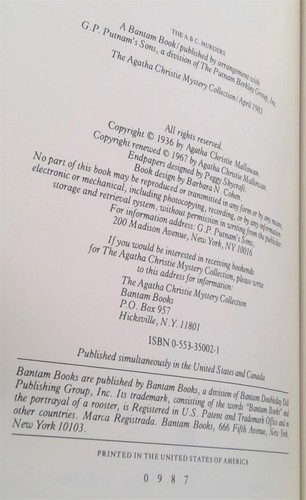 THE A.B.C. MURDERS
A Bantam Book / published by arrangement with
G.P. Putnam's Sons, a division of The Putnam Berkley Group, Inc.
The Agatha Christie Mystery Collection / April 1983
All rights reserved.
Copyright © 1936 by Agatha Christie Mallowan.
Copyright renewed © 1967 by Agatha Christie Mallowan.
Endpapers designed by Peggy Skycraft.
Book design by Barbara N. Cohen.
No part of this book may be reproduced or transmitted in any form or by any means,
electronic or mechanical, including photocopying, recording, or by any information
storage and retrieval system, without permission in writing from the publisher.
For information address: G.P. Putnam's Sons,
200 Madison Avenue, New York, NY 10016
If you would be interested in receiving bookends
for The Agatha Christie Mystery Collection, please write
to this address for information:
The Agatha Christie Mystery Collection
Bantam Books
P.O. Box 957
Hicksville, N.Y. 11801
ISBN 0-553-35002-1
Published simultaneously in the United States and Canada
Bantam Books are published by Bantam Books, a division of Bantam Doubleday Dell
Publishing Group, Inc. Its trademark, consisting of the words "Bantam Books" and
the portrayal of a rooster, is Registered in U.S. Patent and Trademark Office and in
other countries. Marca Registrada. Bantam Books, 666 Fifth Avenue, New York,
New York 10103.
PRINTED IN THE UNITED STATES OF AMERICA
0 9 8 7